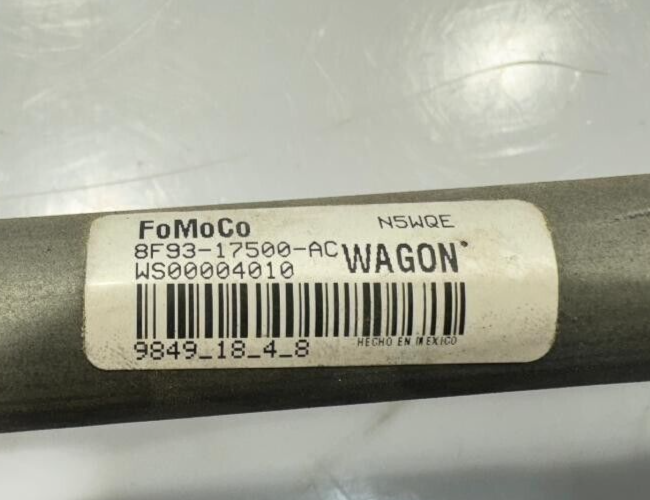 FoMoCo N5WQE
8F93-17500-AC WAGON
WS00004010
HECHO EN MEXICO
9849_18_4_8